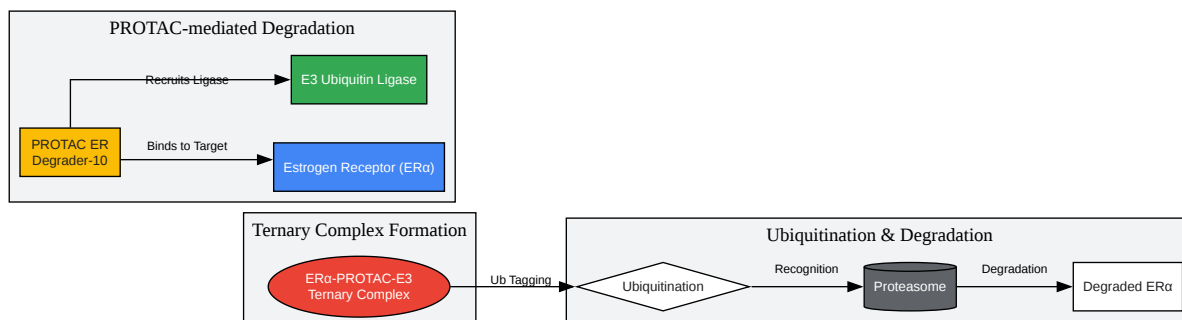 PROTAC-mediated Degradation
Recruits Ligase
E3 Ubiquitin Ligase
PROTAC ER
Degrader-10
Binds to Target
Estrogen Receptor (ERα)
Ternary Complex Formation
ERα-PROTAC-E3
Ternary Complex
Ub Tagging
Ubiquitination & Degradation
Ubiquitination
Recognition
Proteasome
Degradation
Degraded ERα